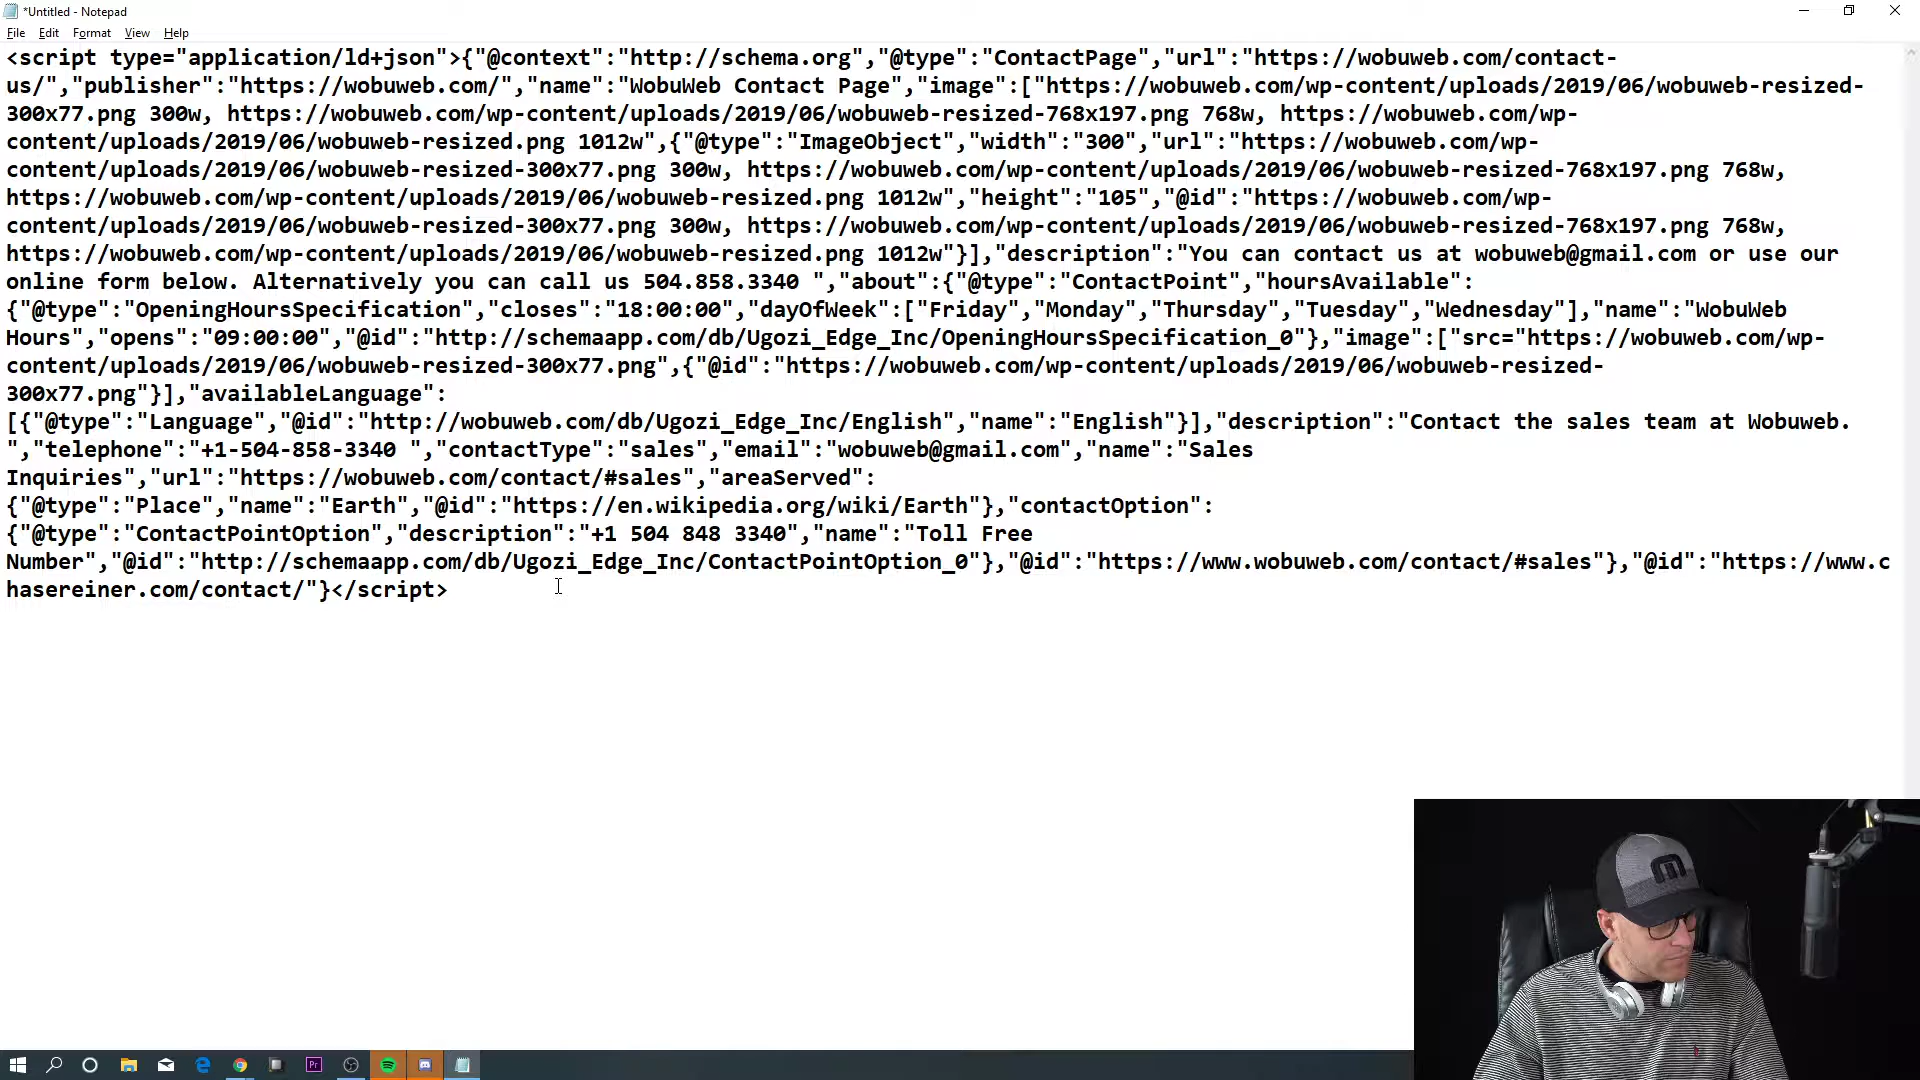 *Untitled - Notepad
File Edit Format View Help
<script type="application/ld+json">{"@context":"http://schema.org","@type":"ContactPage","url":"https://wobuweb.com/contact-
us/","publisher":"https://wobuweb.com/","name":"WobuWeb Contact Page","image":["https://wobuweb.com/wp-content/uploads/2019/06/wobuweb-resized-
300x77.png 300w, https://wobuweb.com/wp-content/uploads/2019/06/wobuweb-resized-768x197.png 768w, https://wobuweb.com/wp-
content/uploads/2019/06/wobuweb-resized.png 1012w",{"@type":"ImageObject","width":"300","url":"https://wobuweb.com/wp-
content/uploads/2019/06/wobuweb-resized-300x77.png 300w, https://wobuweb.com/wp-content/uploads/2019/06/wobuweb-resized-768x197.png 768w,
https://wobuweb.com/wp-content/uploads/2019/06/wobuweb-resized.png 1012w","height":"105","@id":"https://wobuweb.com/wp-
content/uploads/2019/06/wobuweb-resized-300x77.png 300w, https://wobuweb.com/wp-content/uploads/2019/06/wobuweb-resized-768x197.png 768w,
https://wobuweb.com/wp-content/uploads/2019/06/wobuweb-resized.png 1012w"}],"description":"You can contact us at wobuweb@gmail.com or use our
online form below. Alternatively you can call us 504.858.3340 ","about":{"@type":"ContactPoint","hoursAvailable":
{"@type":"OpeningHoursSpecification","closes":"18:00:00","dayOfWeek":["Friday","Monday","Thursday","Tuesday","Wednesday"],"name":"WobuWeb
Hours","opens":"09:00:00","@id":"http://schemaapp.com/db/Ugozi_Edge_Inc/OpeningHoursSpecification_0"},"image":["src="https://wobuweb.com/wp-
content/uploads/2019/06/wobuweb-resized-300x77.png",{"@id":"https://wobuweb.com/wp-content/uploads/2019/06/wobuweb-resized-
300x77.png"}],"availableLanguage":
[{"@type":"Language","@id":"http://wobuweb.com/db/Ugozi_Edge_Inc/English","name":"English"}],"description":"Contact the sales team at Wobuweb.
","telephone":"+1-504-858-3340 ","contactType":"sales","email":"wobuweb@gmail.com","name":"Sales
Inquiries","url":"https://wobuweb.com/contact/#sales","areaServed":
{"@type":"Place","name":"Earth","@id":"https://en.wikipedia.org/wiki/Earth"},"contactOption":
{"@type":"ContactPointOption","description":"+1 504 848 3340","name":"Toll Free
Number","@id":"http://schemaapp.com/db/Ugozi_Edge_Inc/ContactPointOption_0"},"@id":"https://www.wobuweb.com/contact/#sales"},"@id":"https://www.c
hasereiner.com/contact/"}</script>
Pr